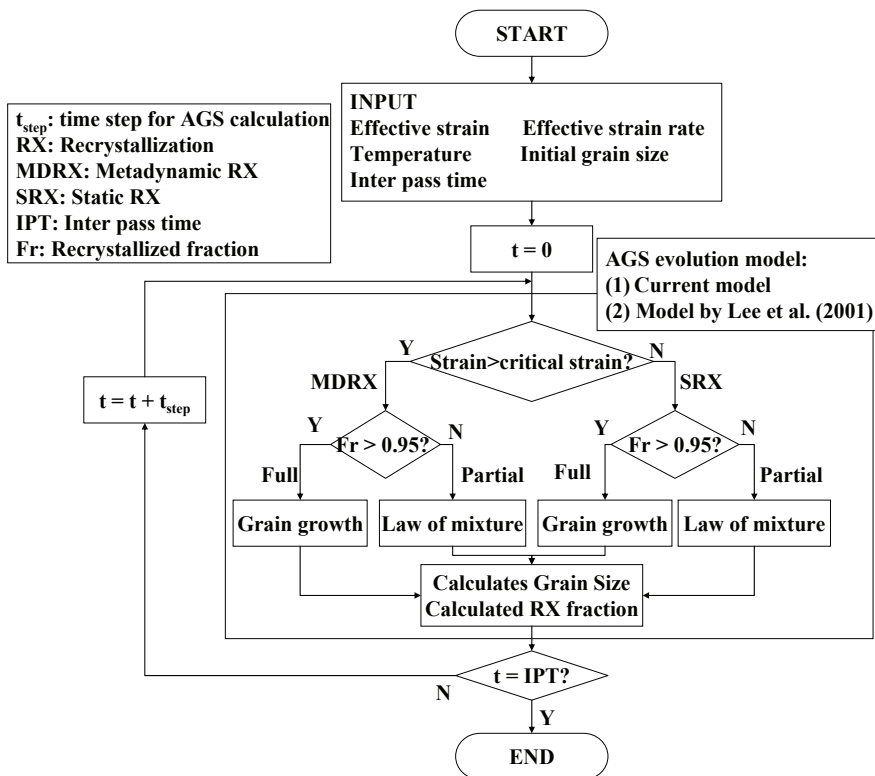 START
INPUT
Effective strain Effective strain rate
Temperature Initial grain size
Inter pass time
t_step: time step for AGS calculation
RX: Recrystallization
MDRX: Metadynamic RX
SRX: Static RX
IPT: Inter pass time
Fr: Recrystallized fraction
t = 0
AGS evolution model:
(1) Current model
(2) Model by Lee et al. (2001)
Y
Strain>critical strain?
N
MDRX
SRX
t = t + t_step
Y
Fr > 0.95?
N
Y
Fr > 0.95?
N
Full
Partial
Full
Partial
Grain growth
Law of mixture
Grain growth
Law of mixture
Calculates Grain Size
Calculated RX fraction
t = IPT?
N
Y
END